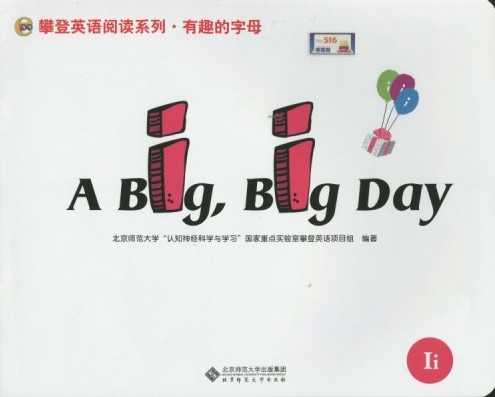 攀登英语阅读系列·有趣的字母
No. 516
i
A Big, Big Day
北京师范大学“认知神经科学与学习”国家重点实验室攀登英语项目组 编著
Ii
北京师范大学出版集团
北京师范大学出版社